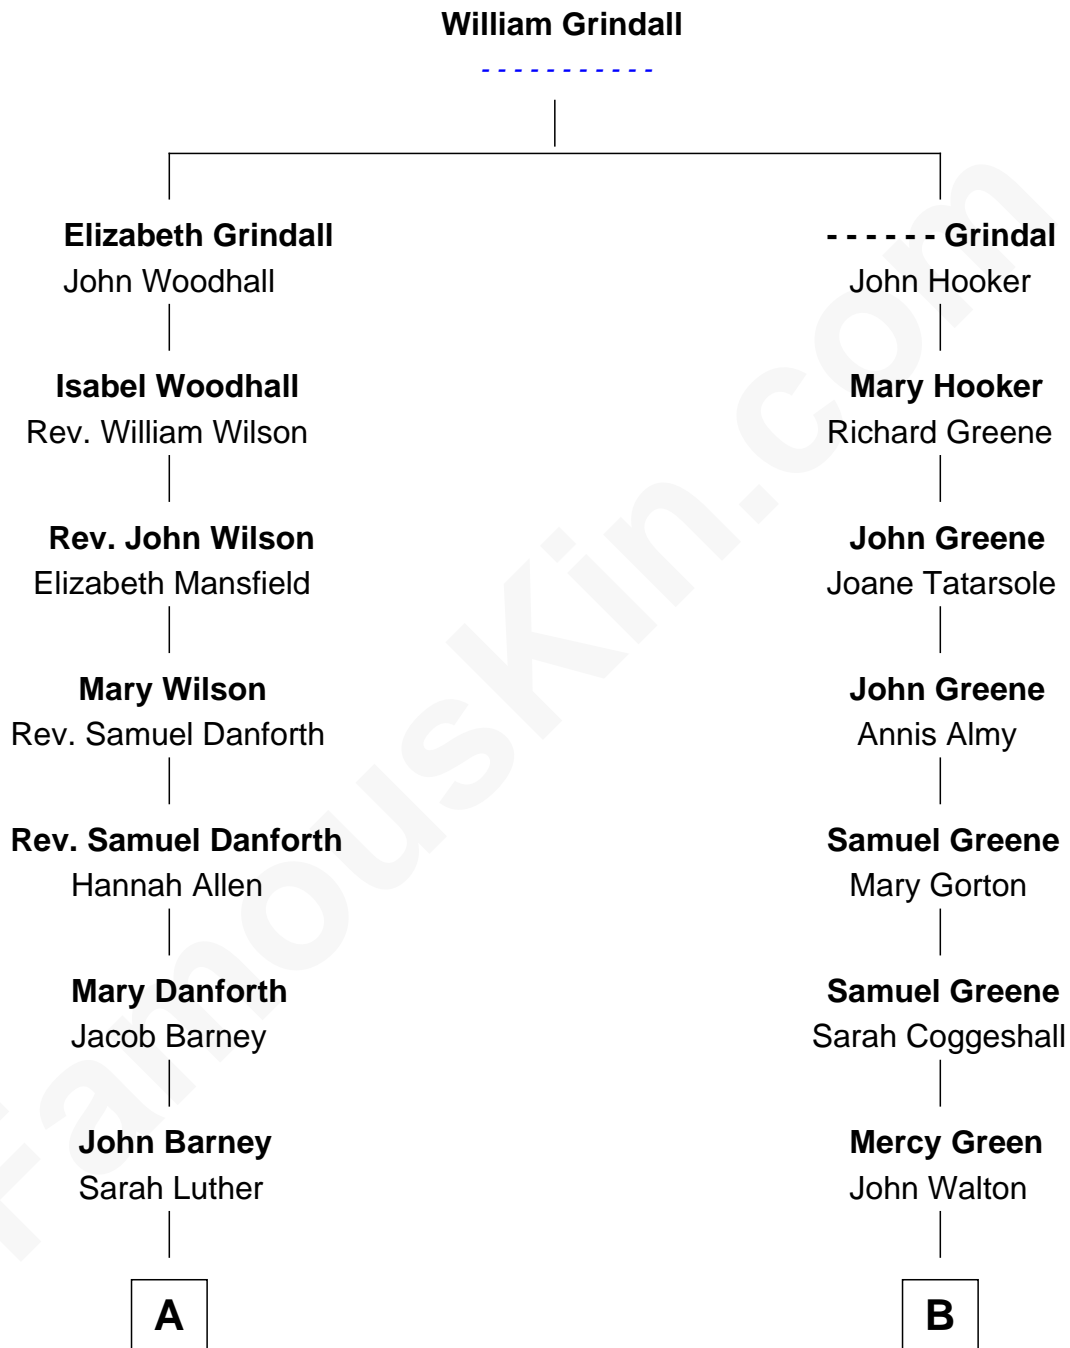 William Grindall
- - - - - - - - - - -
Elizabeth Grindall
John Woodhall
- - - - - - Grindal
John Hooker
Isabel Woodhall
Rev. William Wilson
Mary Hooker
Richard Greene
Rev. John Wilson
Elizabeth Mansfield
John Greene
Joane Tatarsole
Mary Wilson
Rev. Samuel Danforth
John Greene
Annis Almy
Rev. Samuel Danforth
Hannah Allen
Samuel Greene
Mary Gorton
Mary Danforth
Jacob Barney
Samuel Greene
Sarah Coggeshall
John Barney
Sarah Luther
Mercy Green
John Walton
A
B
FamousKin.com